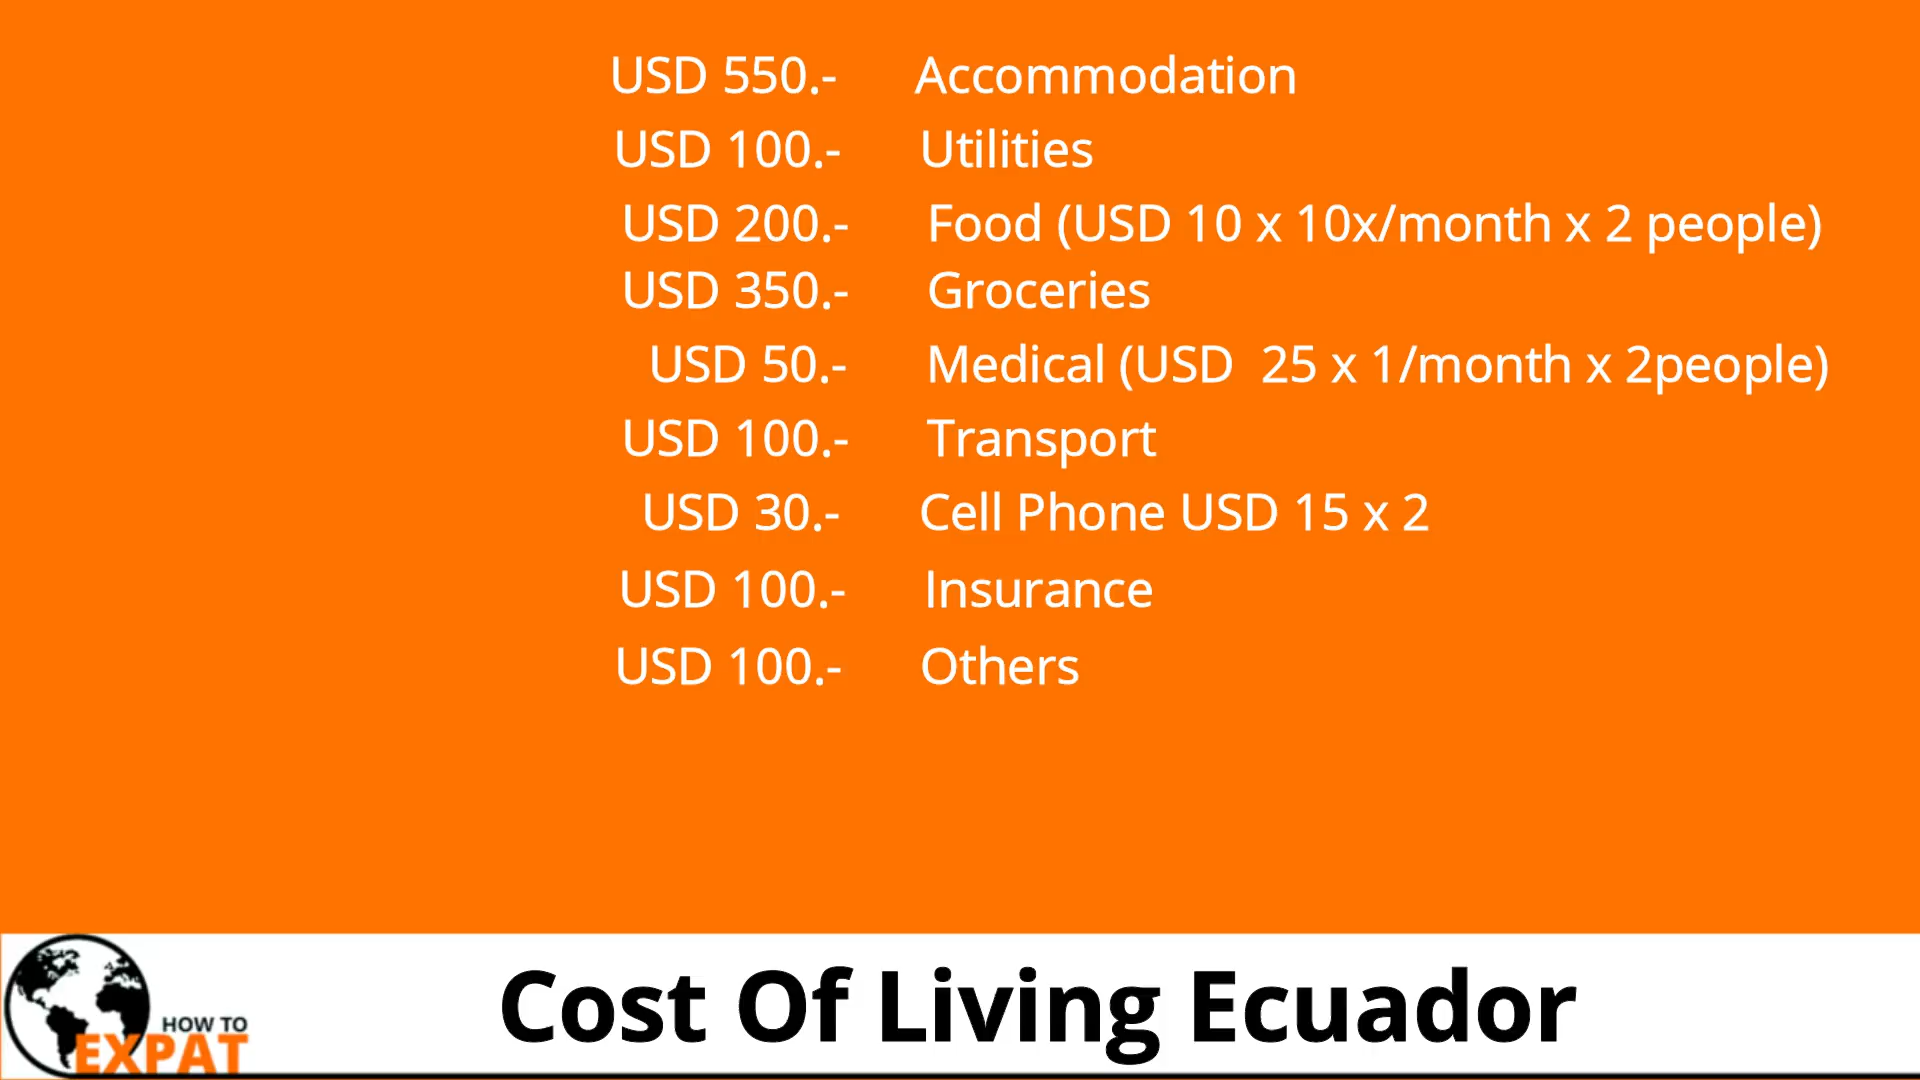 USD 550.- Accommodation
USD 100.- Utilities
USD 200.- Food (USD 10 x 10x/month x 2 people)
USD 350.- Groceries
USD 50.- Medical (USD  25 x 1/month x 2people)
USD 100.- Transport
USD 30.- Cell Phone USD 15 x 2
USD 100.- Insurance
USD 100.- Others
HOW TO
EXPAT
Cost Of Living Ecuador